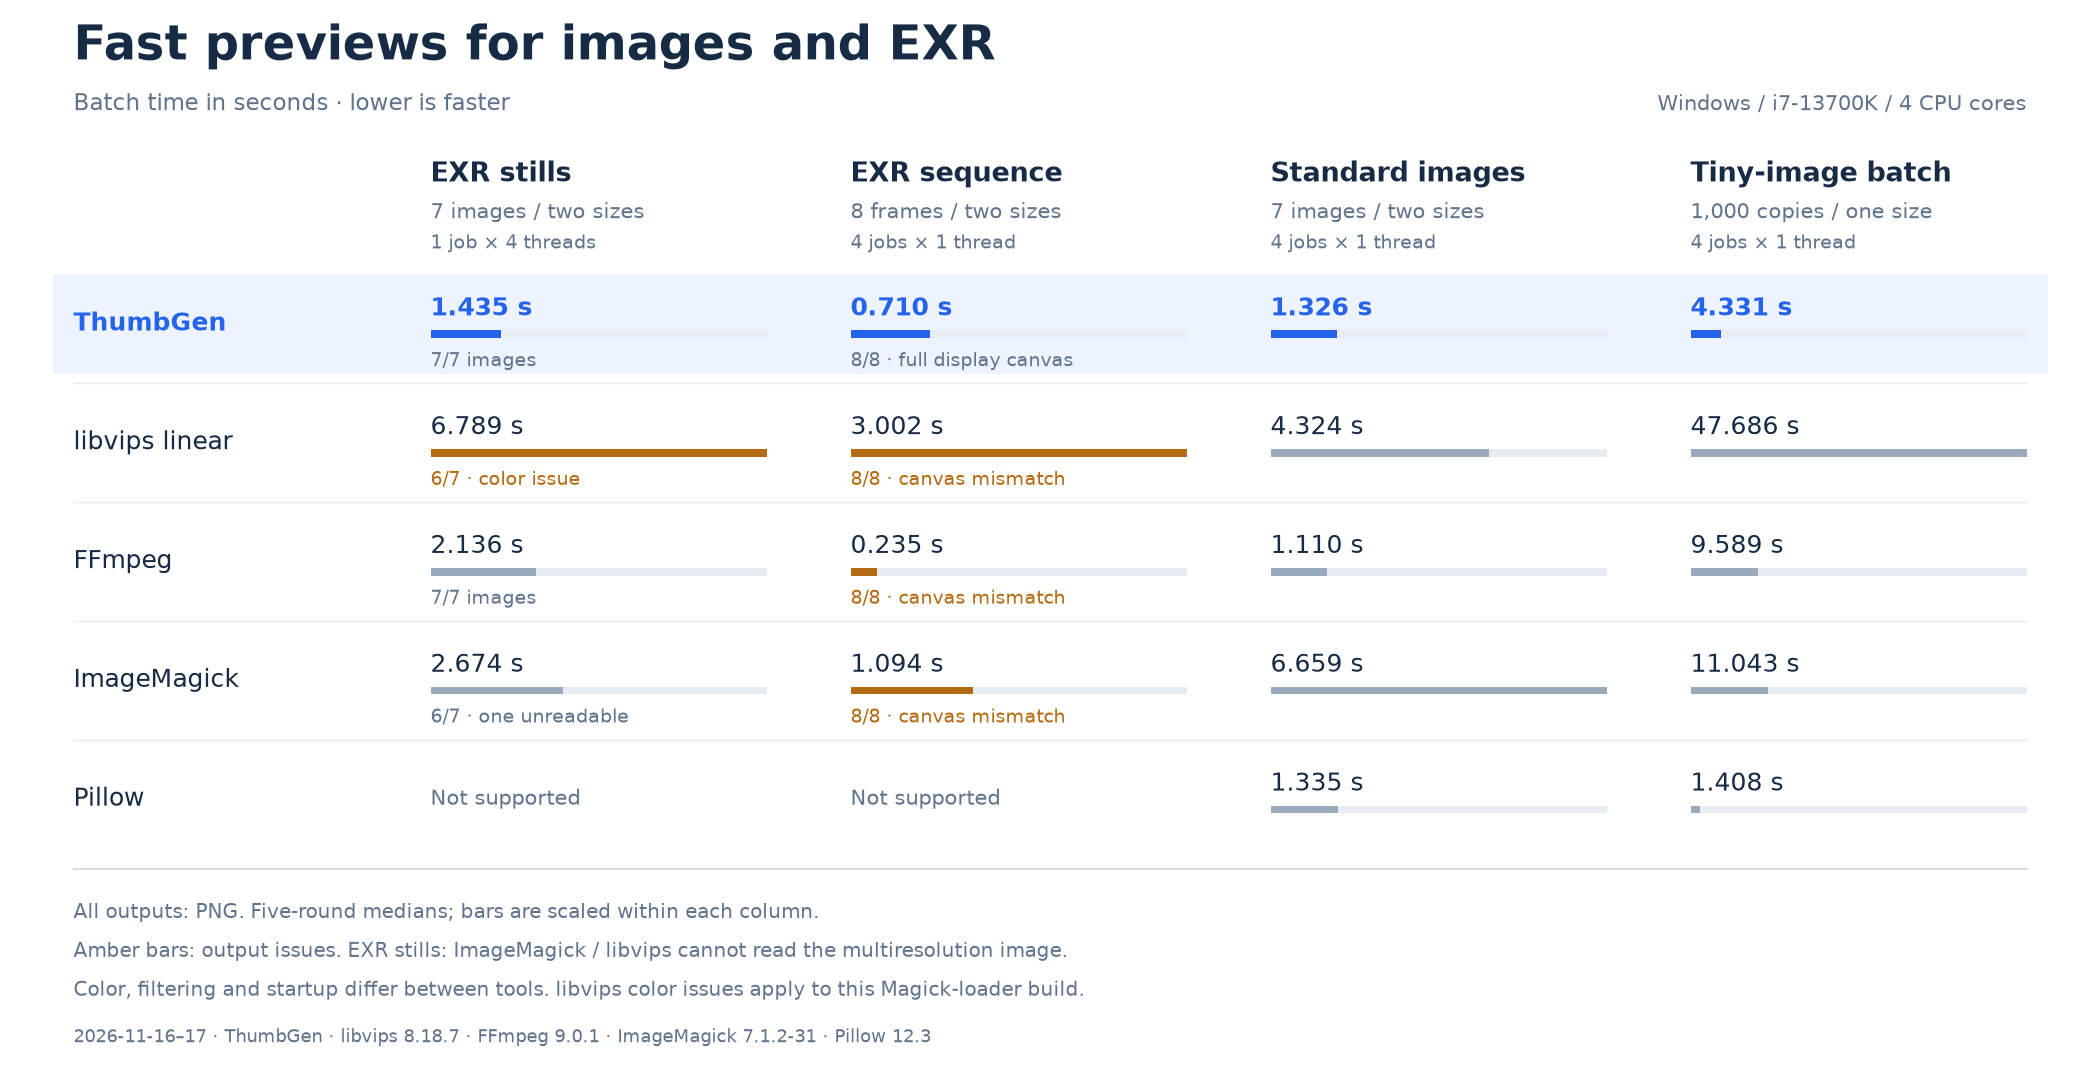 Fast previews for images and EXR
Batch time in seconds · lower is faster
Windows / i7-13700K / 4 CPU cores
EXR stills
EXR sequence
Standard images
Tiny-image batch
7 images / two sizes
8 frames / two sizes
7 images / two sizes
1,000 copies / one size
1 job × 4 threads
4 jobs × 1 thread
4 jobs × 1 thread
4 jobs × 1 thread
ThumbGen
1.435 s
0.710 s
1.326 s
4.331 s
7/7 images
8/8 · full display canvas
libvips linear
6.789 s
3.002 s
4.324 s
47.686 s
6/7 · color issue
8/8 · canvas mismatch
FFmpeg
2.136 s
0.235 s
1.110 s
9.589 s
7/7 images
8/8 · canvas mismatch
ImageMagick
2.674 s
1.094 s
6.659 s
11.043 s
6/7 · one unreadable
8/8 · canvas mismatch
Pillow
Not supported
Not supported
1.335 s
1.408 s
All outputs: PNG. Five-round medians; bars are scaled within each column.
Amber bars: output issues. EXR stills: ImageMagick / libvips cannot read the multiresolution image.
Color, filtering and startup differ between tools. libvips color issues apply to this Magick-loader build.
2026-11-16–17 · ThumbGen · libvips 8.18.7 · FFmpeg 9.0.1 · ImageMagick 7.1.2-31 · Pillow 12.3